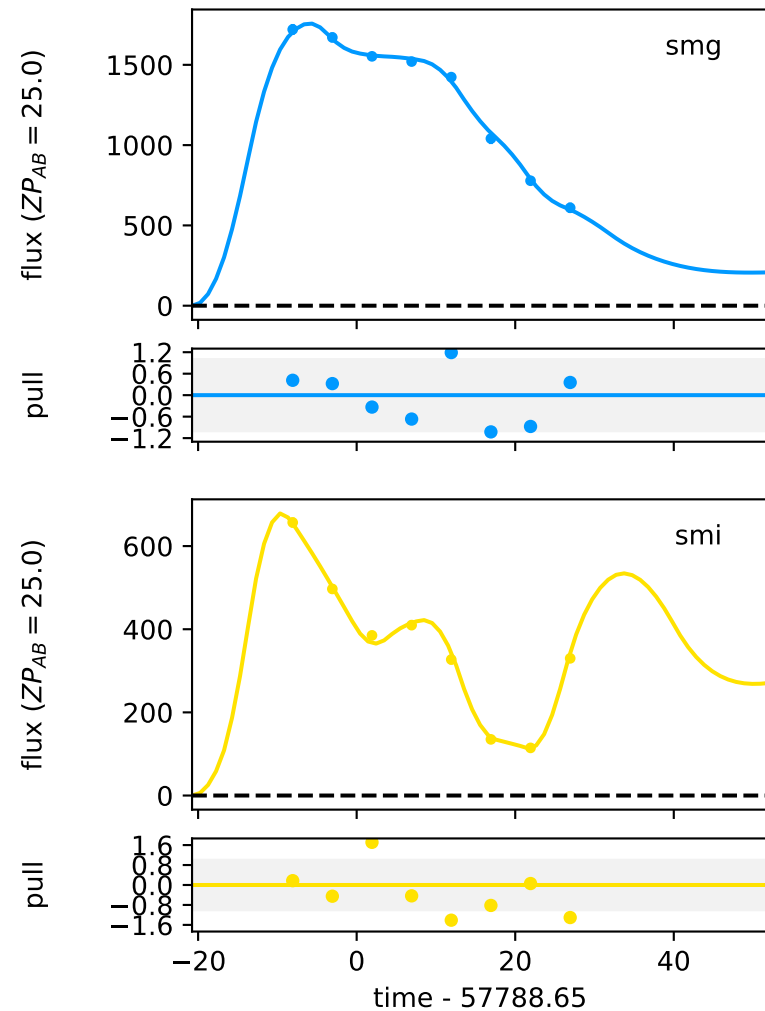 smg
flux (ZP_AB = 25.0)
1500
1000
500
0
pull
1.2
0.6
0.0
−0.6
−1.2
smi
flux (ZP_AB = 25.0)
600
400
200
0
pull
1.6
0.8
0.0
−0.8
−1.6
−20 0 20 40
time - 57788.65